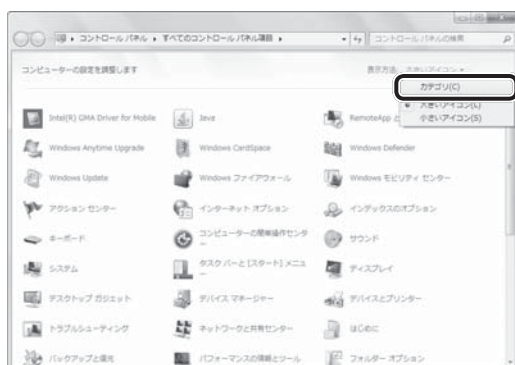 コントロール パネル ▸ すべてのコントロール パネル項目 ▸
コントロール パネルの検索
コンピューターの設定を調整します
表示方法: 大きいアイコン
カテゴリ(C)
大きいアイコン(L)
小さいアイコン(S)
Intel(R) GMA Driver for Mobile
Java
RemoteApp
Windows Anytime Upgrade
Windows CardSpace
Windows Defender
Windows Update
Windows ファイアウォール
Windows モビリティ センター
アクション センター
インターネット オプション
インデックスのオプション
キーボード
コンピューターの簡単操作センター
サウンド
システム
タスク バーと [スタート] メニュー
ディスプレイ
デスクトップ ガジェット
デバイス マネージャー
デバイスとプリンター
トラブルシューティング
ネットワークと共有センター
はじめに
バックアップと復元
パフォーマンスの情報とツール
フォルダー オプション